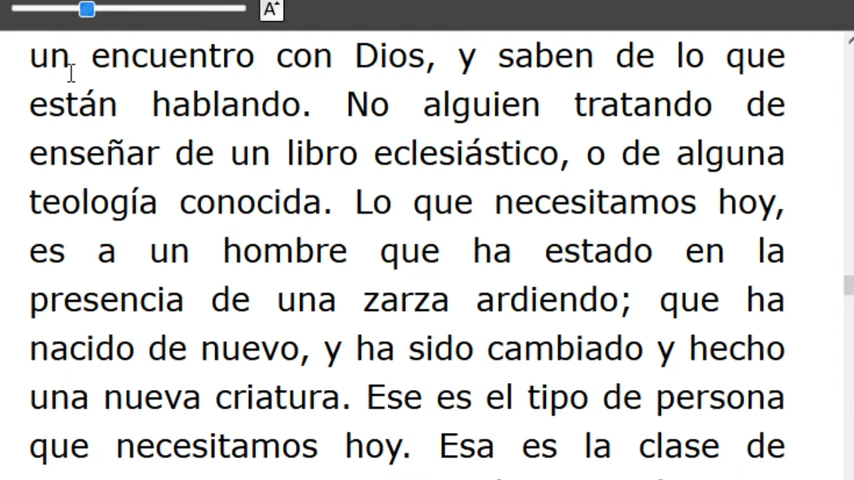 A
un encuentro con Dios, y saben de lo que
están hablando. No alguien tratando de
enseñar de un libro eclesiástico, o de alguna
teología conocida. Lo que necesitamos hoy,
es a un hombre que ha estado en la
presencia de una zarza ardiendo; que ha
nacido de nuevo, y ha sido cambiado y hecho
una nueva criatura. Ese es el tipo de persona
que necesitamos hoy. Esa es la clase de